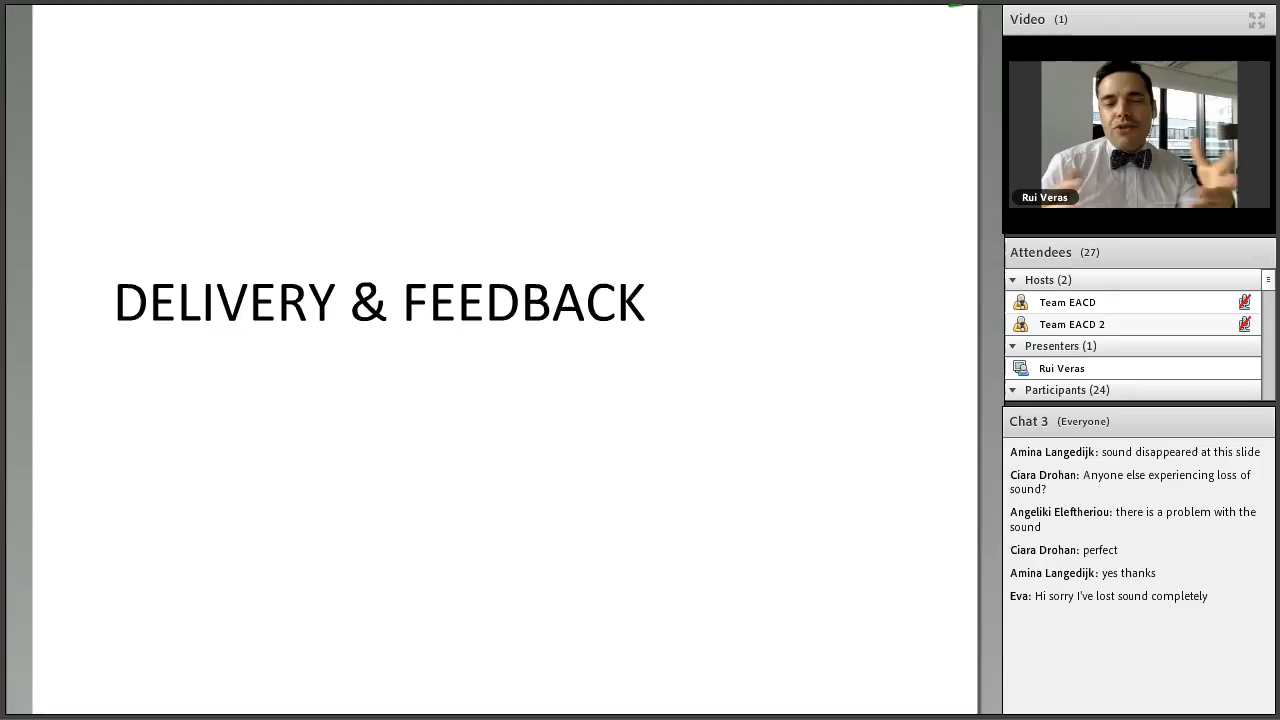 DELIVERY & FEEDBACK
Video (1)
Rui Veras
Attendees (27)
Hosts (2)
Team EACD
Team EACD 2
Presenters (1)
Rui Veras
Participants (24)
Chat 3 (Everyone)
Amina Langedijk: sound disappeared at this slide
Ciara Drohan: Anyone else experiencing loss of
sound?
Angeliki Eleftheriou: there is a problem with the
sound
Ciara Drohan: perfect
Amina Langedijk: yes thanks
Eva: Hi sorry I've lost sound completely